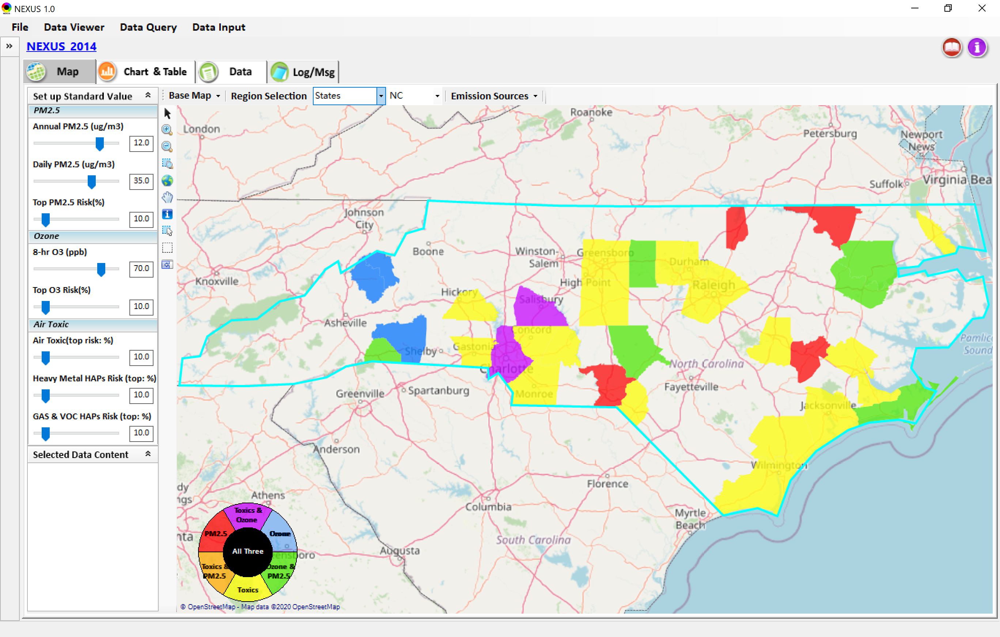 NEXUS 1.0
File Data Viewer Data Query Data Input
NEXUS 2014
Map Chart & Table Data Log/Msg
Set up Standard Value
Base Map Region Selection States NC Emission Sources
PM2.5
Annual PM2.5 (ug/m3)
12.0
Daily PM2.5 (ug/m3)
35.0
Top PM2.5 Risk(%)
10.0
Ozone
8-hr O3 (ppb)
70.0
Top O3 Risk(%)
10.0
Air Toxic
Air Toxic(top risk: %)
10.0
Heavy Metal HAPs Risk (top: %)
10.0
GAS & VOC HAPs Risk (top: %)
10.0
Selected Data Content
London
Roanoke
Petersburg
Newport
News
Suffolk
Virginia Bea
Johnson
City
Boone
Winston-
Salem
Greensboro
Durham
Knoxville
High Point
Raleigh
Hickory
Salisbury
Asheville
Concord
Pamlico
Sound
Gastonia
Shelby
Charlotte
North Carolina
Fayetteville
Greenville
Spartanburg
Monroe
Jacksonville
Anderson
Wilmington
Florence
dy
ngs
Athens
Columbia
Myrtle
Beach
nta
South Carolina
Augusta
eensboro
Toxics &
Ozone
PM2.5
Ozone
All Three
Toxics &
PM2.5
Ozone &
PM2.5
Toxics
© OpenStreetMap - Map data ©2020 OpenStreetMap